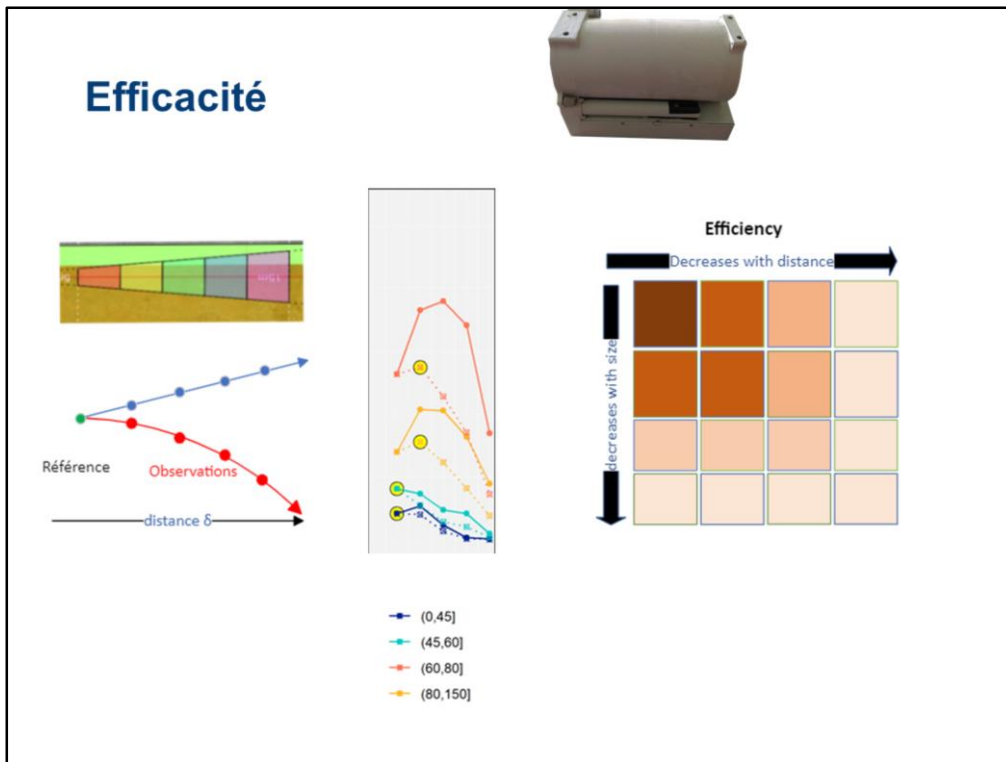 Efficacité
15m
Référence
Observations
distance δ
(0,45]
(45,60]
(60,80]
(80,150]
Efficiency
Decreases with distance
decreases with size